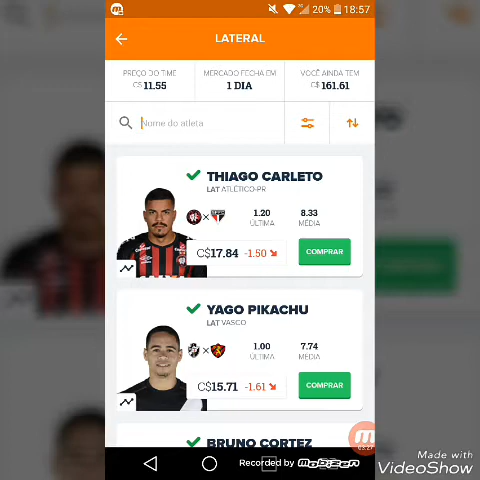 20% 18:57
LATERAL
PREÇO DO TIME
C$ 11.55
MERCADO FECHA EM
1 DIA
VOCÊ AINDA TEM
C$ 161.61
Nome do atleta
THIAGO CARLETO
LAT ATLÉTICO-PR
1.20
ÚLTIMA
8.33
MÉDIA
C$17.84 -1.50
COMPRAR
YAGO PIKACHU
LAT VASCO
1.00
ÚLTIMA
7.74
MÉDIA
C$15.71 -1.61
COMPRAR
BRUNO CORTEZ
03:27
Recorded by mobizen
Made with
VideoShow